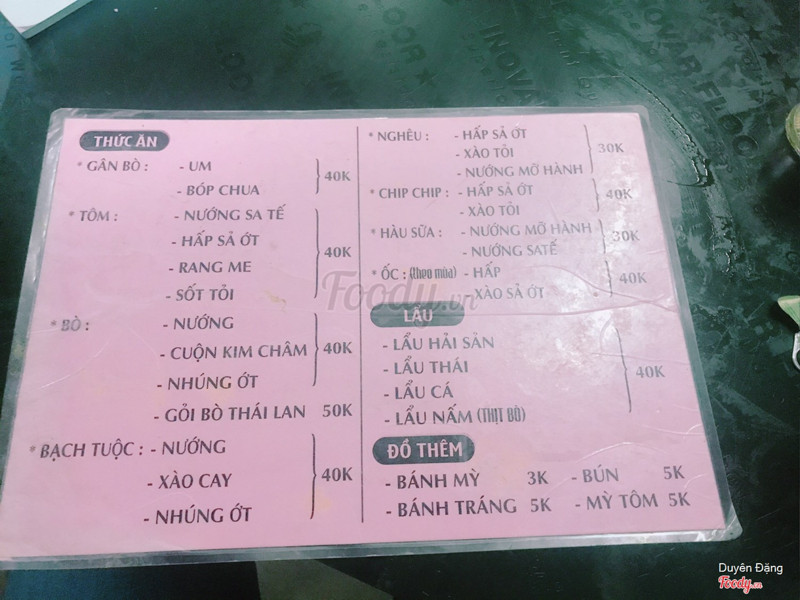 THỨC ĂN
* GÂN BÒ : - UM
- BÓP CHUA
40K
* TÔM : - NƯỚNG SA TẾ
- HẤP SẢ ỚT
- RANG ME
- SỐT TỎI
40K
* BÒ : - NƯỚNG
- CUỘN KIM CHÂM
- NHÚNG ỚT
40K
- GỎI BÒ THÁI LAN 50K
* BẠCH TUỘC : - NƯỚNG
- XÀO CAY
- NHÚNG ỚT
40K
* NGHÊU : - HẤP SẢ ỚT
- XÀO TỎI
- NƯỚNG MỠ HÀNH
30K
* CHIP CHIP : - HẤP SẢ ỚT
- XÀO TỎI
40K
* HÀU SỮA : - NƯỚNG MỠ HÀNH
- NƯỚNG SATẾ
30K
* ỐC : (theo mùa) - HẤP
- XÀO SẢ ỚT
40K
LẨU
- LẨU HẢI SẢN
- LẨU THÁI
- LẨU CÁ
- LẨU NẤM (THỊT BÒ)
40K
ĐỒ THÊM
- BÁNH MỲ 3K - BÚN 5K
- BÁNH TRÁNG 5K - MỲ TÔM 5K
Foody.vn
INOVAR FLOOR
Duyên Đặng
Foody.vn